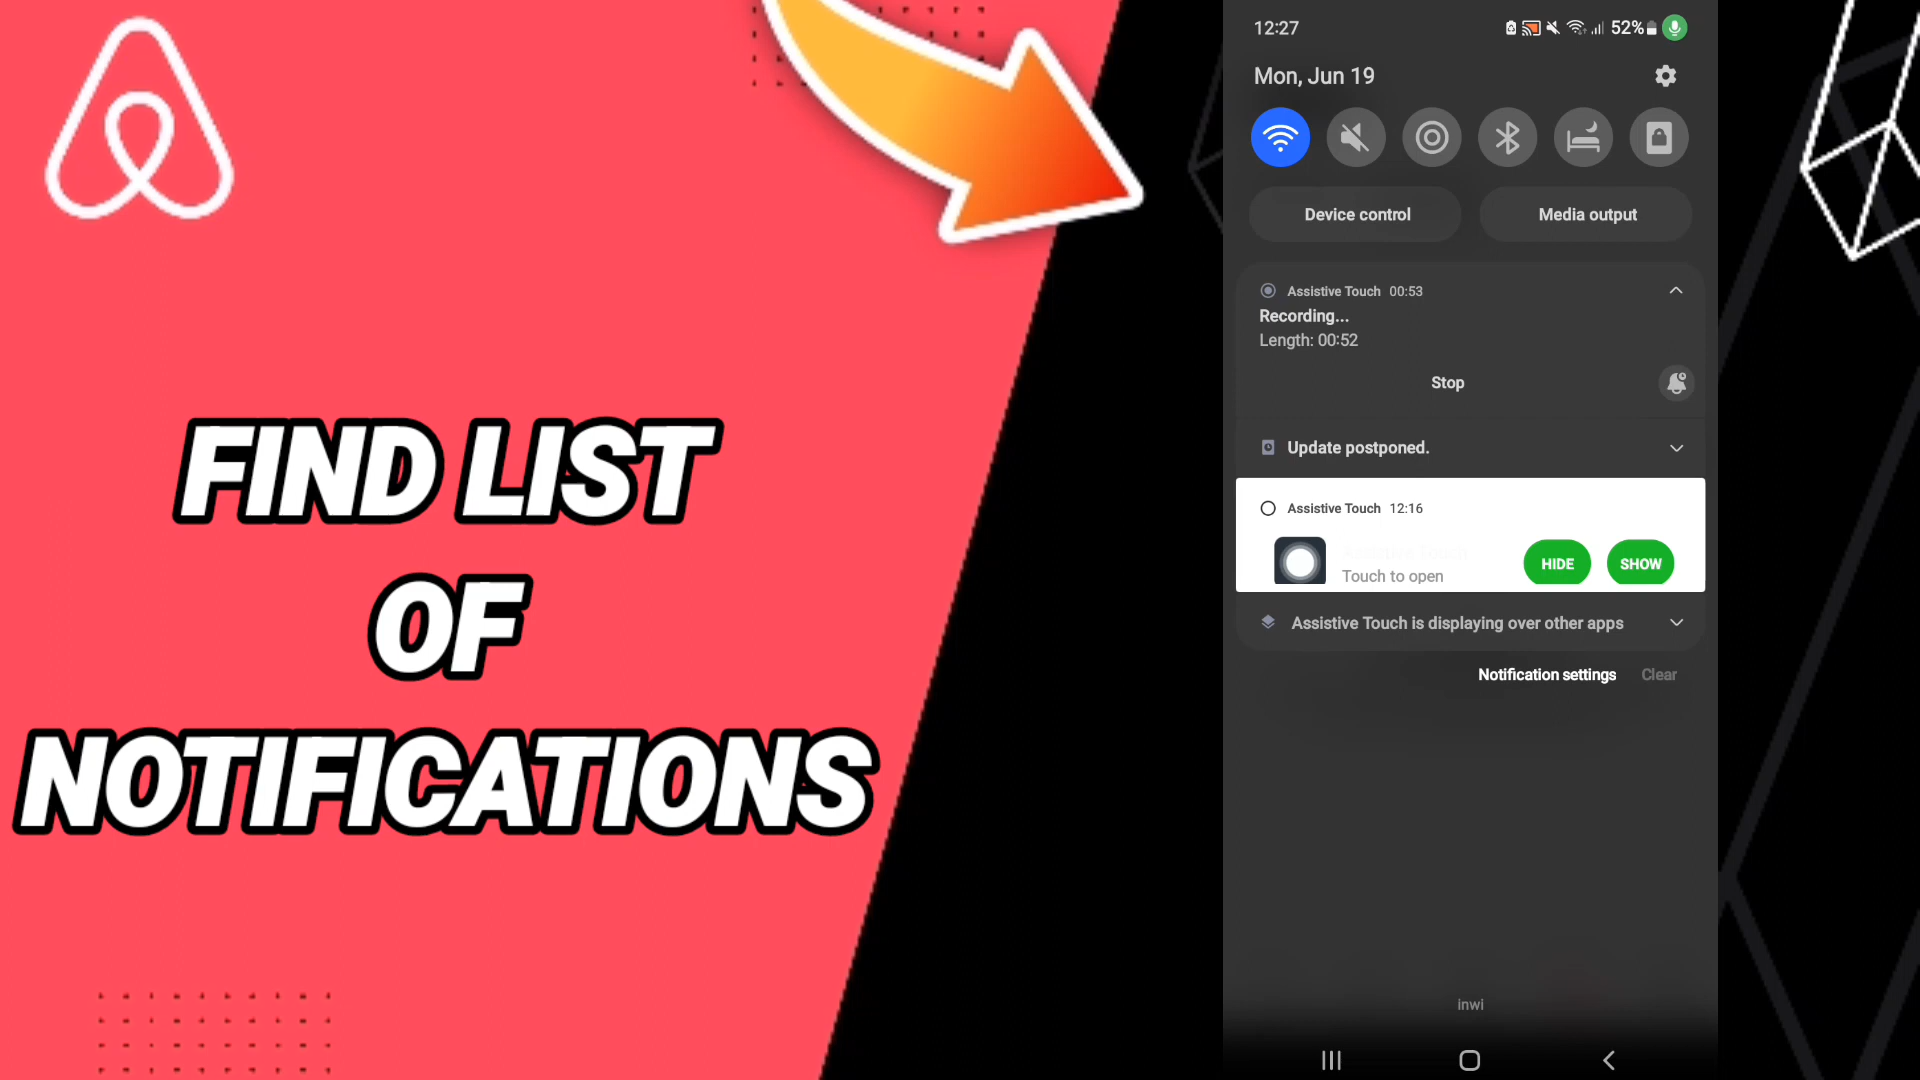 FIND LIST
OF
NOTIFICATIONS
12:27
52%
Mon, Jun 19
Device control
Media output
Assistive Touch 00:53
Recording...
Length: 00:52
Stop
Update postponed.
Assistive Touch 12:16
Touch to open
HIDE
SHOW
Assistive Touch is displaying over other apps
Notification settings
Clear
inwi